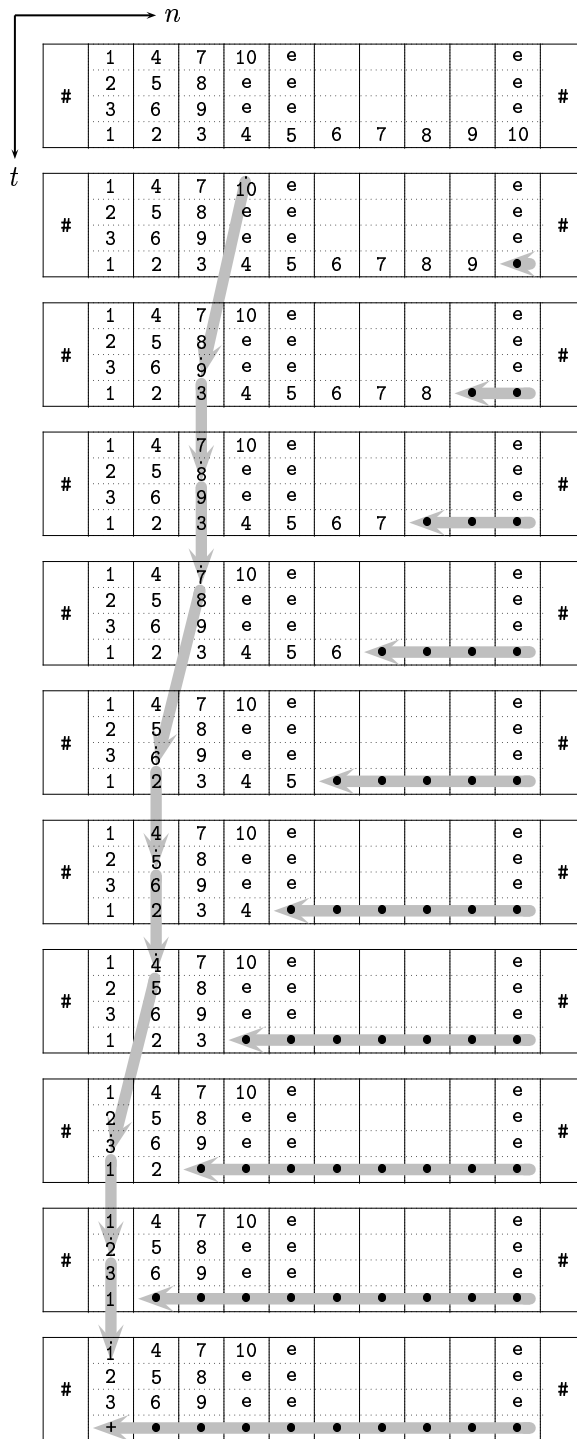 n
1 4 7 10 e e
2 5 8 e e e
# #
3 6 9 e e e
1 2 3 4 5 6 7 8 9 10
t
1 4 7 10 e e
2 5 8 e e e
# #
3 6 9 e e e
1 2 3 4 5 6 7 8 9 •
1 4 7 10 e e
2 5 8 e e e
# #
3 6 9 e e e
1 2 3 4 5 6 7 8 • •
1 4 7 10 e e
2 5 8 e e e
# #
3 6 9 e e e
1 2 3 4 5 6 7 • • •
1 4 7 10 e e
2 5 8 e e e
# #
3 6 9 e e e
1 2 3 4 5 6 • • • •
1 4 7 10 e e
2 5 8 e e e
# #
3 6 9 e e e
1 2 3 4 5 • • • • •
1 4 7 10 e e
2 5 8 e e e
# #
3 6 9 e e e
1 2 3 4 • • • • • •
1 4 7 10 e e
2 5 8 e e e
# #
3 6 9 e e e
1 2 3 • • • • • • •
1 4 7 10 e e
2 5 8 e e e
# #
3 6 9 e e e
1 2 • • • • • • • •
1 4 7 10 e e
2 5 8 e e e
# #
3 6 9 e e e
1 • • • • • • • • •
1 4 7 10 e e
2 5 8 e e e
# #
3 6 9 e e e
+ • • • • • • • • •